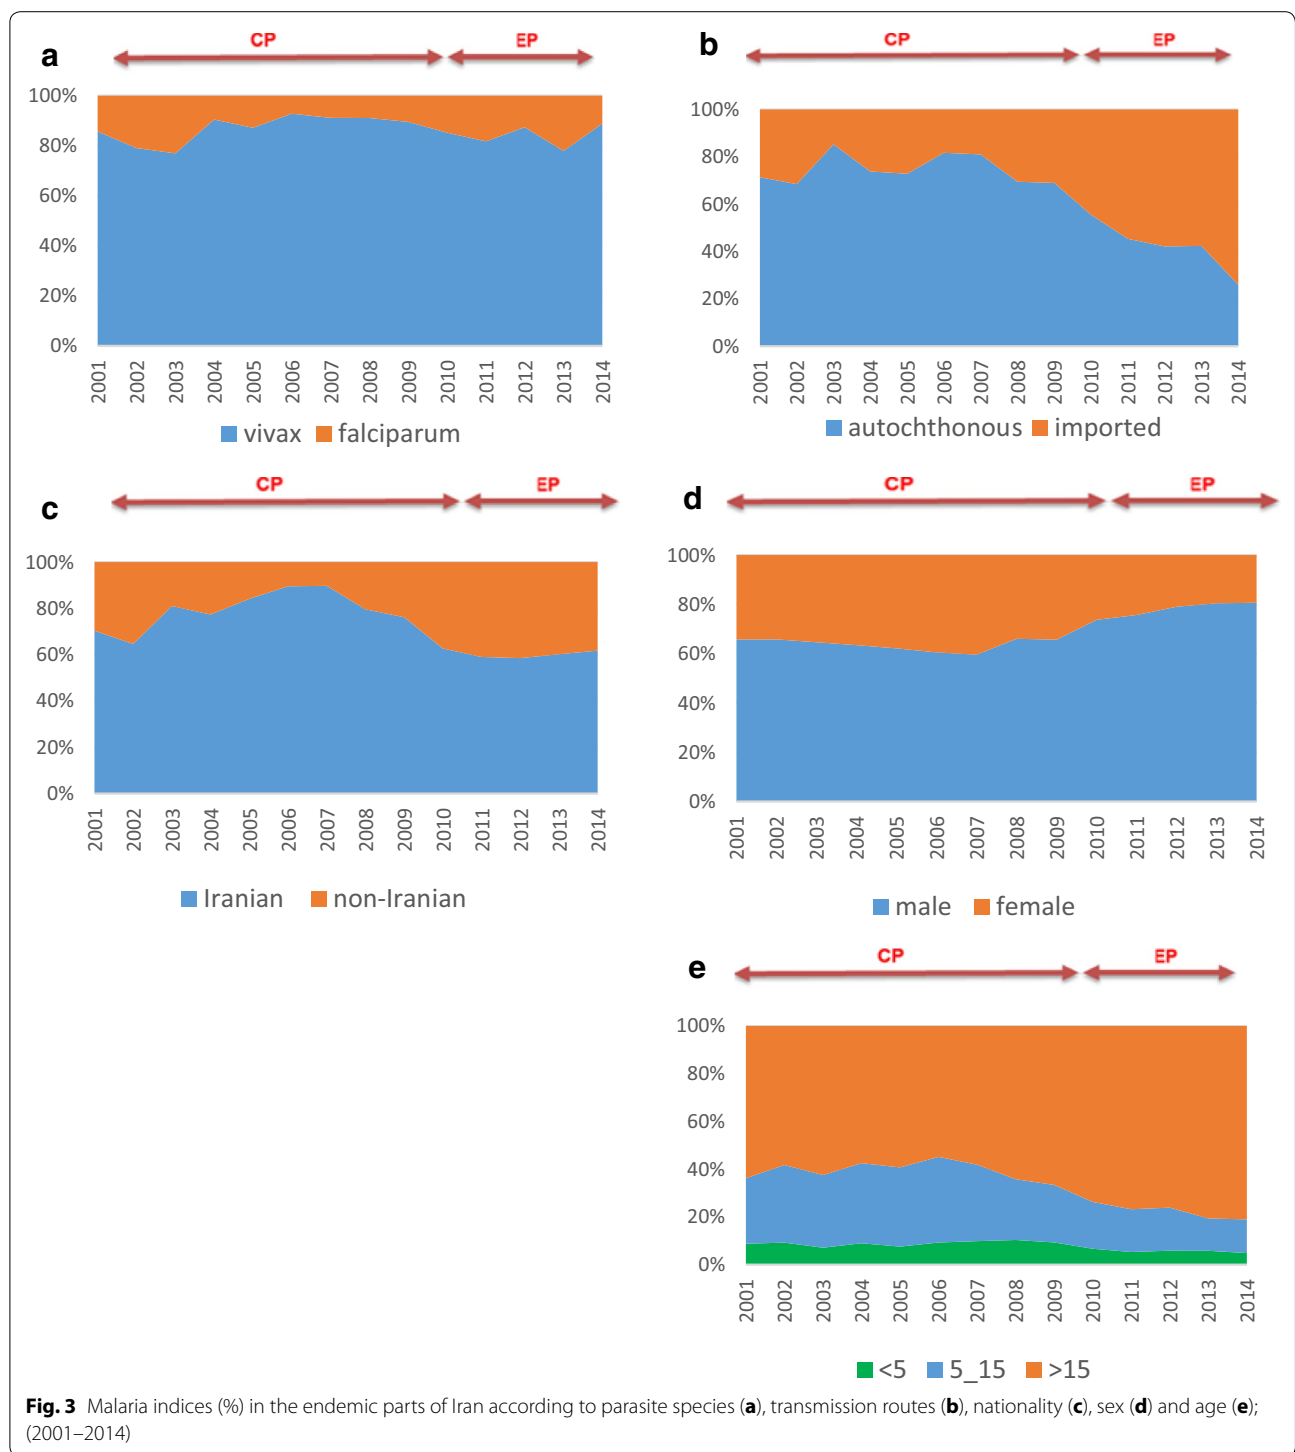 a
CP EP
100%
80%
60%
40%
20%
0%
2001 2002 2003 2004 2005 2006 2007 2008 2009 2010 2011 2012 2013 2014
vivax falciparum
b
CP EP
100%
80%
60%
40%
20%
0%
2001 2002 2003 2004 2005 2006 2007 2008 2009 2010 2011 2012 2013 2014
autochthonous imported
c
CP EP
100%
80%
60%
40%
20%
0%
2001 2002 2003 2004 2005 2006 2007 2008 2009 2010 2011 2012 2013 2014
Iranian non-Iranian
d
CP EP
100%
80%
60%
40%
20%
0%
2001 2002 2003 2004 2005 2006 2007 2008 2009 2010 2011 2012 2013 2014
male female
e
CP EP
100%
80%
60%
40%
20%
0%
2001 2002 2003 2004 2005 2006 2007 2008 2009 2010 2011 2012 2013 2014
<5 5_15 >15
Fig. 3 Malaria indices (%) in the endemic parts of Iran according to parasite species (a), transmission routes (b), nationality (c), sex (d) and age (e);
(2001–2014)